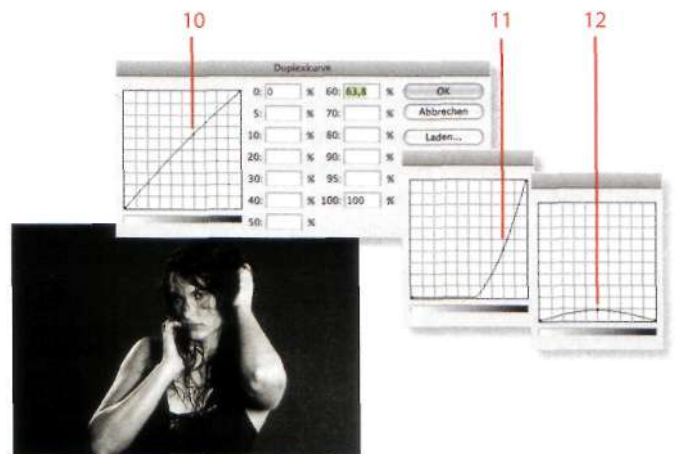 10
11
12
Duplexkurve
0: 0 % 60: 63,8 % OK
5: % 70: % Abbrechen
10: % 80: % Laden...
20: % 90: %
30: % 95: %
40: % 100: 100 %
50: %